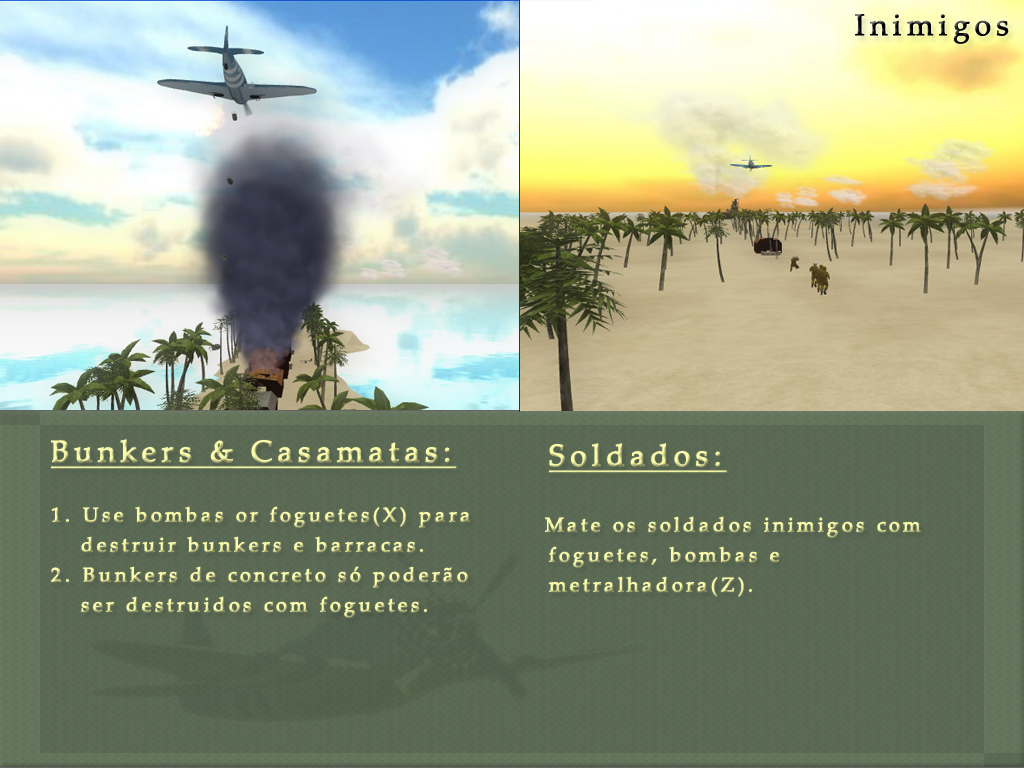 Inimigos
Bunkers & Casamatas:
1. Use bombas or foguetes(X) para
destruir bunkers e barracas.
2. Bunkers de concreto só poderão
ser destruidos com foguetes.
Soldados:
Mate os soldados inimigos com
foguetes, bombas e
metralhadora(Z).